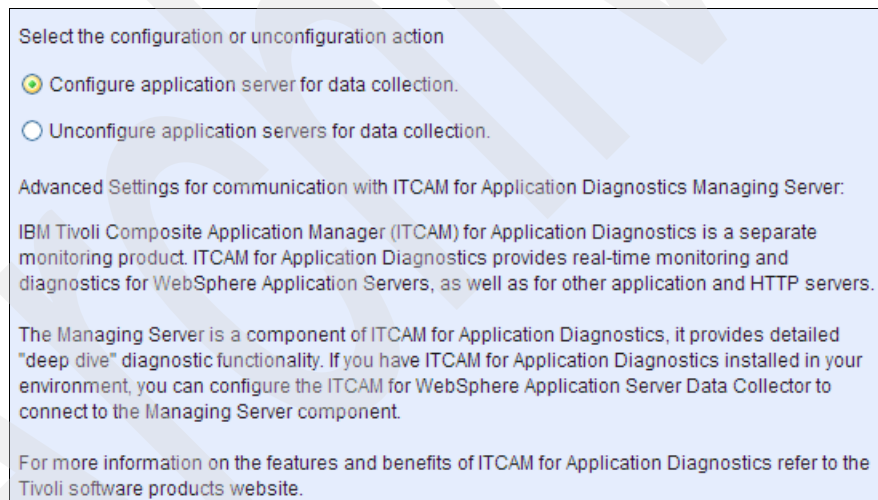 Select the configuration or unconfiguration action
Configure application server for data collection.
Unconfigure application servers for data collection.
Advanced Settings for communication with ITCAM for Application Diagnostics Managing Server:
IBM Tivoli Composite Application Manager (ITCAM) for Application Diagnostics is a separate
monitoring product. ITCAM for Application Diagnostics provides real-time monitoring and
diagnostics for WebSphere Application Servers, as well as for other application and HTTP servers.
The Managing Server is a component of ITCAM for Application Diagnostics, it provides detailed
"deep dive" diagnostic functionality. If you have ITCAM for Application Diagnostics installed in your
environment, you can configure the ITCAM for WebSphere Application Server Data Collector to
connect to the Managing Server component.
For more information on the features and benefits of ITCAM for Application Diagnostics refer to the
Tivoli software products website.